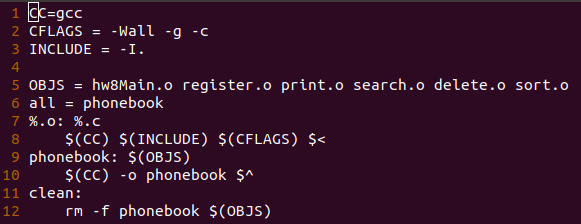 1 CC=gcc
2 CFLAGS = -Wall -g -c
3 INCLUDE = -I.
4
5 OBJS = hw8Main.o register.o print.o search.o delete.o sort.o
6 all = phonebook
7 %.o: %.c
8     $(CC) $(INCLUDE) $(CFLAGS) $<
9 phonebook: $(OBJS)
10     $(CC) -o phonebook $^
11 clean:
12     rm -f phonebook $(OBJS)